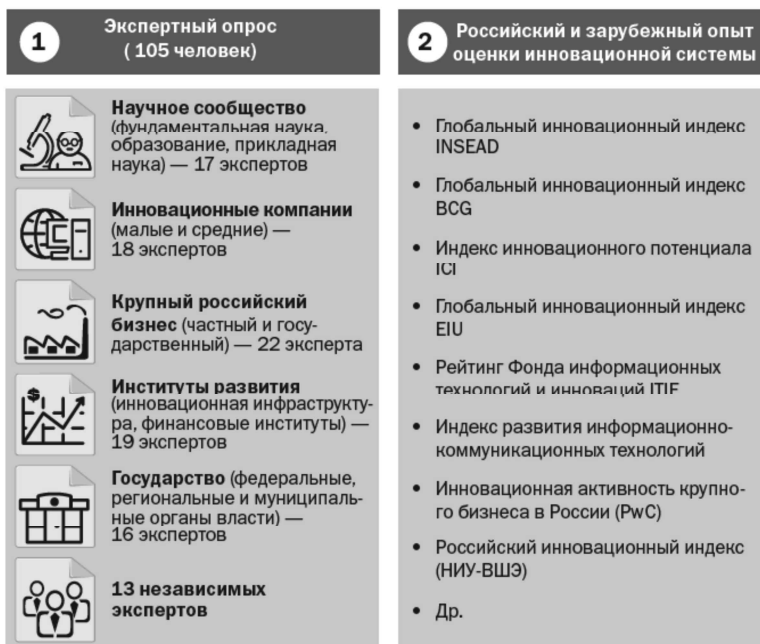 1
Экспертный опрос
( 105 человек)
Научное сообщество
(фундаментальная наука,
образование, прикладная
наука) — 17 экспертов
Инновационные компании
(малые и средние) —
18 экспертов
Крупный российский
бизнес (частный и госу-
дарственный) — 22 эксперта
$
Институты развития
(инновационная инфраструкту-
ра, финансовые институты) —
19 экспертов
Государство (федеральные,
региональные и муниципаль-
ные органы власти) —
16 экспертов
13 независимых
экспертов
2
Российский и зарубежный опыт
оценки инновационной системы
• Глобальный инновационный индекс
INSEAD
• Глобальный инновационный индекс
BCG
• Индекс инновационного потенциала
ICI
• Глобальный инновационный индекс
EIU
• Рейтинг Фонда информационных
технологий и инноваций ITIF
• Индекс развития информационно-
коммуникационных технологий
• Инновационная активность крупно-
го бизнеса в России (PwC)
• Российский инновационный индекс
(НИУ-ВШЭ)
• Др.